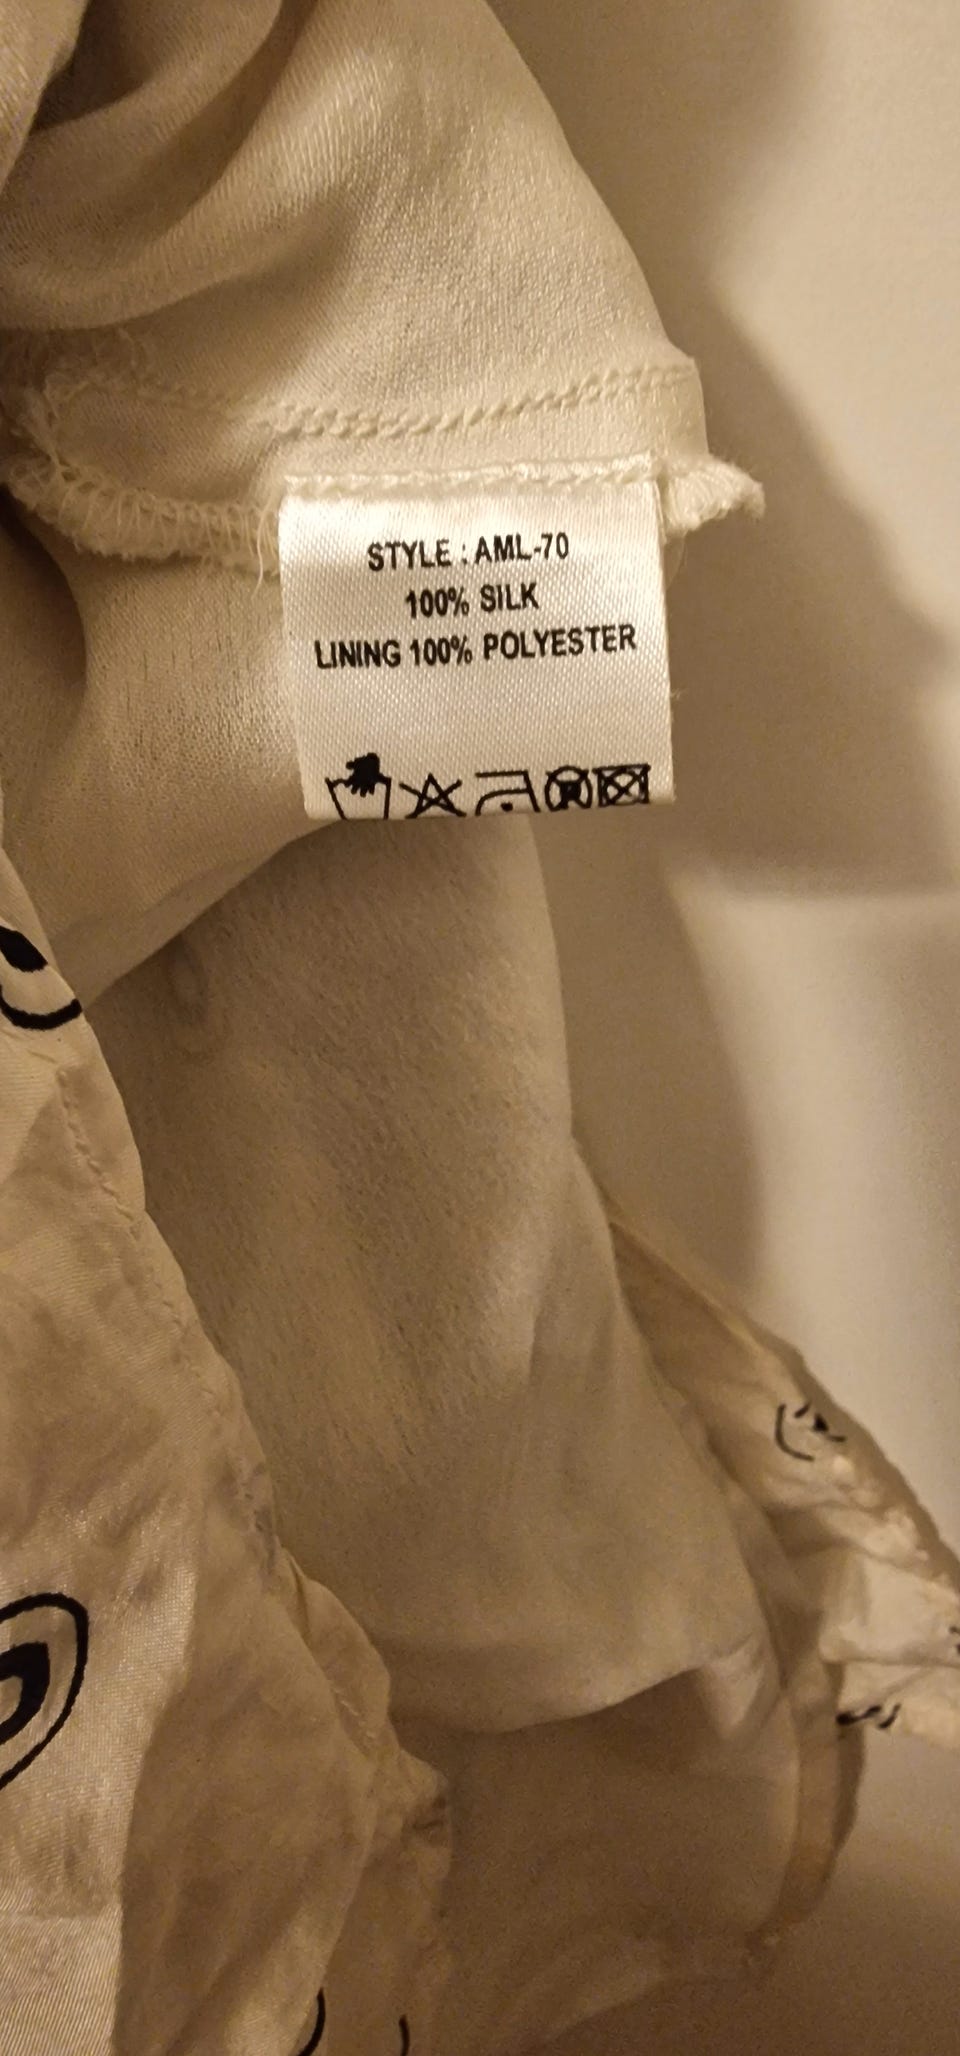 STYLE : AML-70
100% SILK
LINING 100% POLYESTER